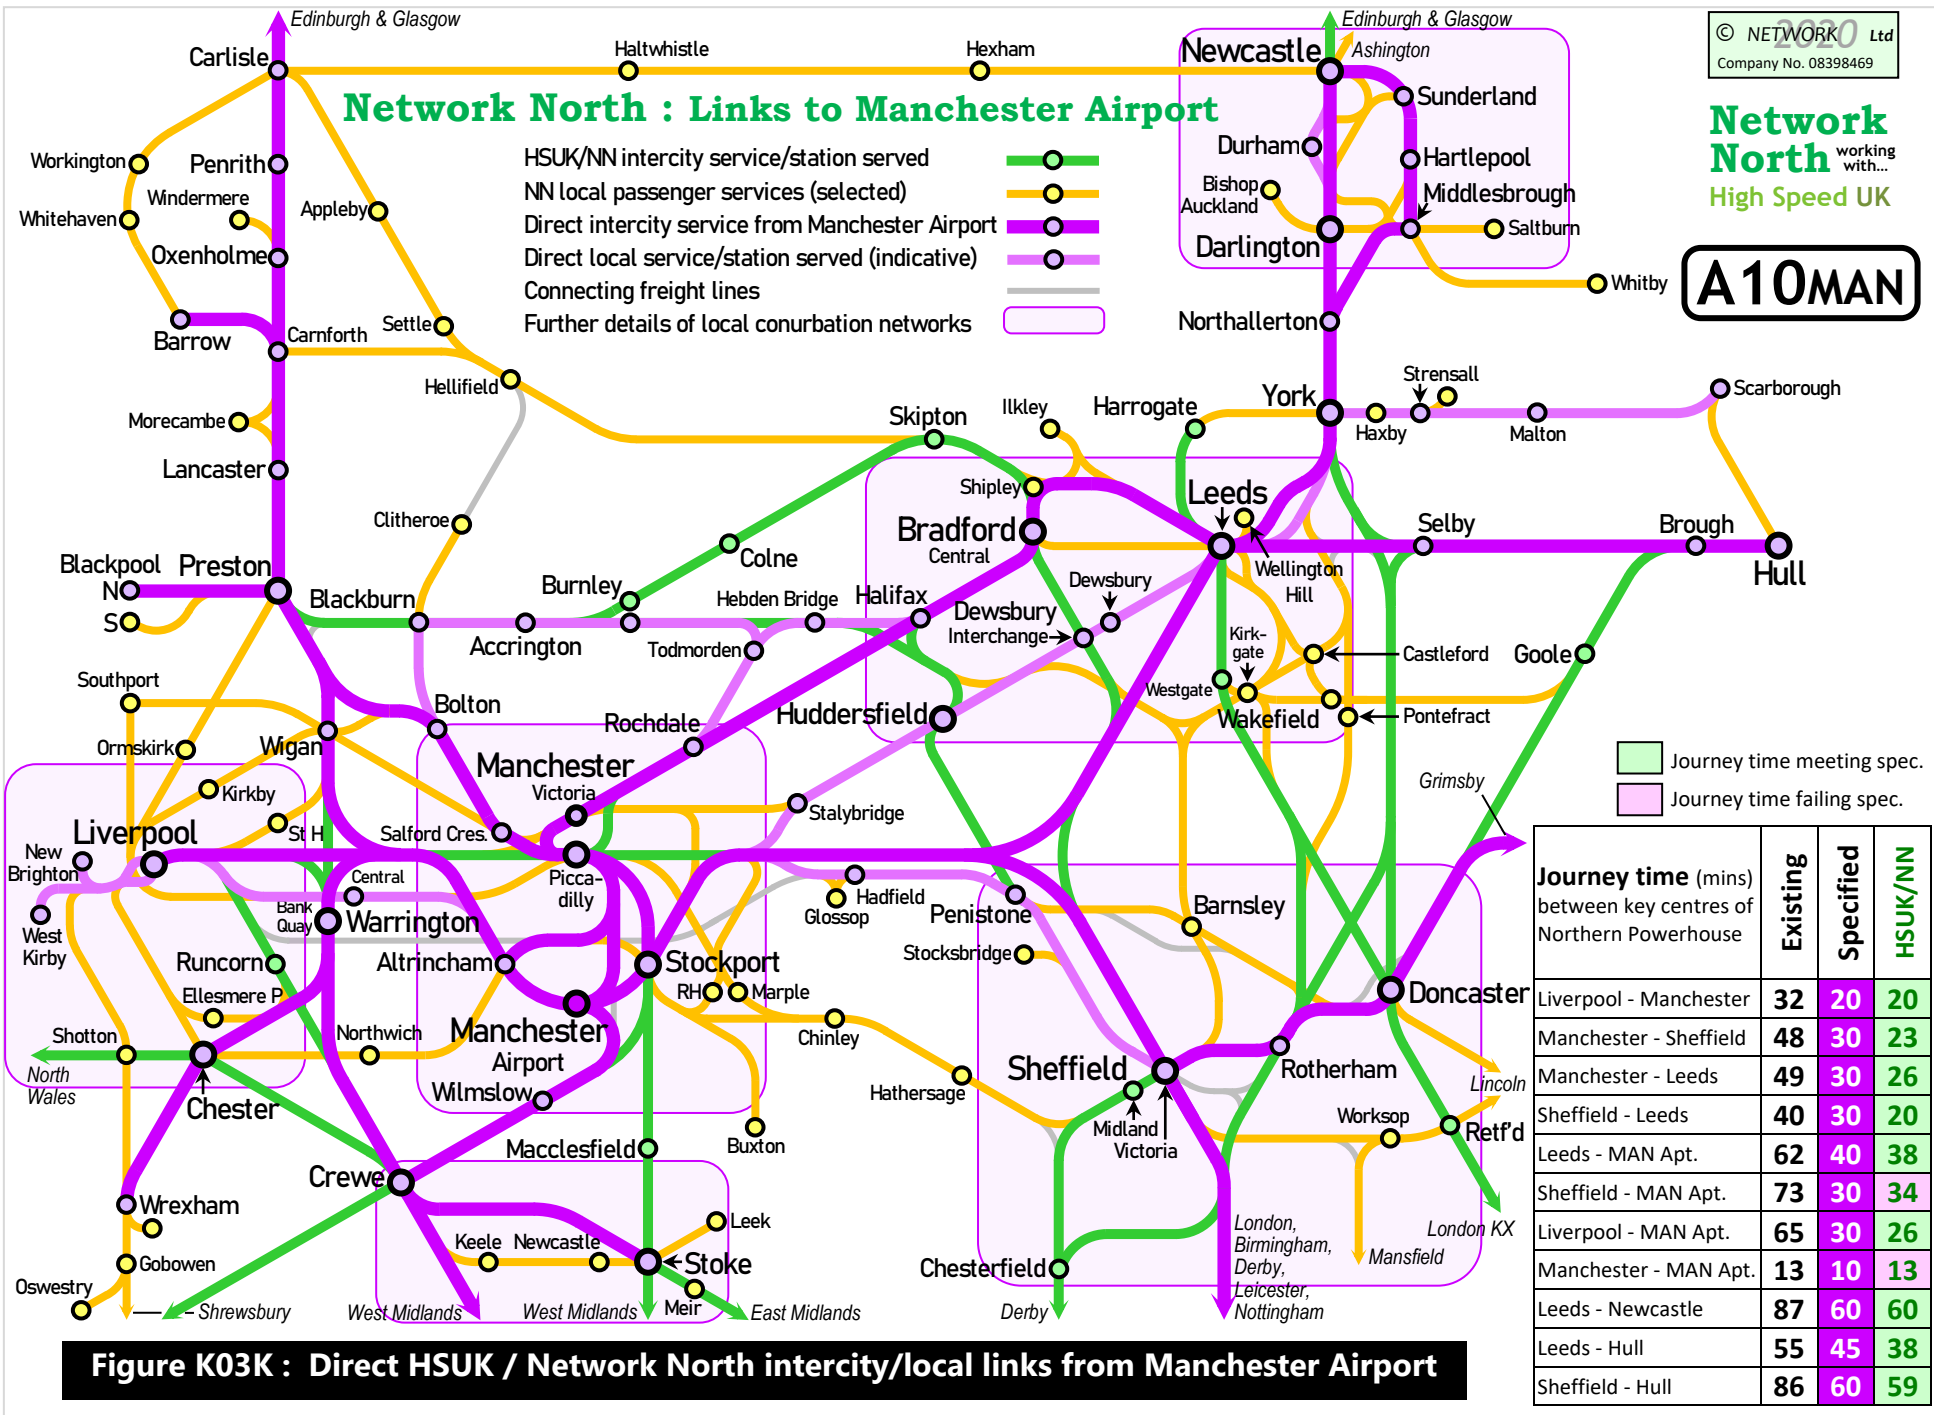 Edinburgh & Glasgow
Edinburgh & Glasgow
© NETWORK 2020 Ltd
Company No. 08398469
Carlisle
Haltwhistle
Hexham
Newcastle
Ashington
Network North : Links to Manchester Airport
Sunderland
Network
North working
with...
High Speed UK
HSUK/NN intercity service/station served
NN local passenger services (selected)
Direct intercity service from Manchester Airport
Direct local service/station served (indicative)
Connecting freight lines
Further details of local conurbation networks
Durham
Hartlepool
Bishop
Auckland
Middlesbrough
Saltburn
Darlington
Whitby
A10MAN
Workington
Penrith
Windermere
Whitehaven
Appleby
Oxenholme
Barrow
Carnforth
Settle
Northallerton
Hellifield
Morecambe
Lancaster
Skipton
Ilkley
Harrogate
York
Haxby
Strensall
Malton
Scarborough
Clitheroe
Shipley
Leeds
Bradford
Central
Selby
Brough
Hull
Colne
Blackpool
N
S
Preston
Blackburn
Burnley
Accrington
Hebden Bridge
Halifax
Todmorden
Dewsbury
Dewsbury
Interchange
Wellington
Hill
Kirk-
gate
Castleford
Goole
Westgate
Wakefield
Pontefract
Southport
Bolton
Rochdale
Huddersfield
Ormskirk
Wigan
Manchester
Victoria
Kirkby
Stalybridge
Grimsby
Liverpool
St H
Salford Cres.
New
Brighton
Picca-
dilly
Central
Bank
Quay
Warrington
Hadfield
Glossop
Penistone
Barnsley
West
Kirby
Runcorn
Altrincham
Stockport
Stocksbridge
Ellesmere P
RH
Marple
Doncaster
Shotton
Northwich
Manchester
Airport
Chinley
North
Wales
Chester
Wilmslow
Hathersage
Sheffield
Rotherham
Lincoln
Midland
Victoria
Worksop
Retf'd
Macclesfield
Buxton
Crewe
Wrexham
Leek
Keele
Newcastle
Stoke
Gobowen
Meir
Oswestry
Shrewsbury
West Midlands
West Midlands
East Midlands
Chesterfield
Derby
London,
Birmingham,
Derby,
Leicester,
Nottingham
Mansfield
London KX
Journey time meeting spec.
Journey time failing spec.
Journey time (mins)
between key centres of
Northern Powerhouse
Existing
Specified
HSUK/NN
Liverpool - Manchester 32 20 20
Manchester - Sheffield 48 30 23
Manchester - Leeds 49 30 26
Sheffield - Leeds 40 30 20
Leeds - MAN Apt. 62 40 38
Sheffield - MAN Apt. 73 30 34
Liverpool - MAN Apt. 65 30 26
Manchester - MAN Apt. 13 10 13
Leeds - Newcastle 87 60 60
Leeds - Hull 55 45 38
Sheffield - Hull 86 60 59
Figure K03K : Direct HSUK / Network North intercity/local links from Manchester Airport